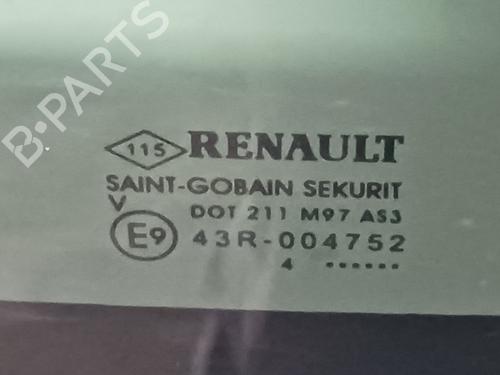 B-PARTS
115 RENAULT
SAINT-GOBAIN SEKURIT
V
DOT 211 M97 AS3
E9 43R-004752
4 ......